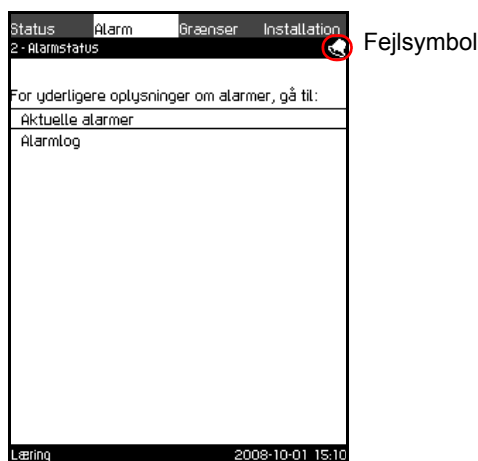 Status Alarm Grænser Installation
2 - Alarmstatus
Fejlsymbol
For yderligere oplysninger om alarmer, gå til:
Aktuelle alarmer
Alarmlog
Læring 2008-10-01 15:10